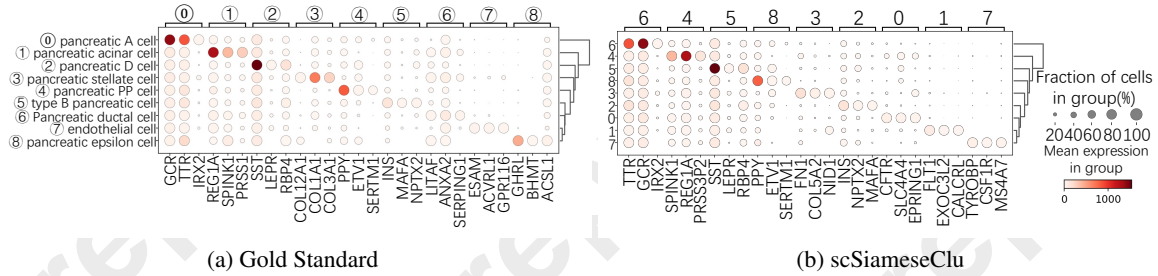 ⓪ ① ② ③ ④ ⑤ ⑥ ⑦ ⑧
⓪ pancreatic A cell
① pancreatic acinar cell
② pancreatic D cell
③ pancreatic stellate cell
④ pancreatic PP cell
⑤ type B pancreatic cell
⑥ Pancreatic ductal cell
⑦ endothelial cell
⑧ pancreatic epsilon cell
GCR TTR IRX2 REG1A SPINK1 PRSS1 SST LEPR RBP4 COL12A1 COL1A1 COL3A1 PPY ETV1 SERTM1 INS MAFA NPTX2 LITAF ANXA2 SERPING1 ESAM ACVRL1 GPR116 GHRL BHMT ACSL1
(a) Gold Standard
6 4 5 8 3 2 0 1 7
6
4
5
8
3
2
0
1
7
TTR GCR IRX2 SPINK1 REG1A PRSS3P2 SST LEPR RBP4 PPY ETV1 SERTM1 FN1 COL5A2 NID1 INS NPTX2 MAFA CFTR SLC4A4 EPRING1 FLT1 EXOC3L2 CALCRL TYROBP CSF1R MS4A7
(b) scSiameseClu
Fraction of cells
in group(%)
20 40 60 80 100
Mean expression
in group
0 1000